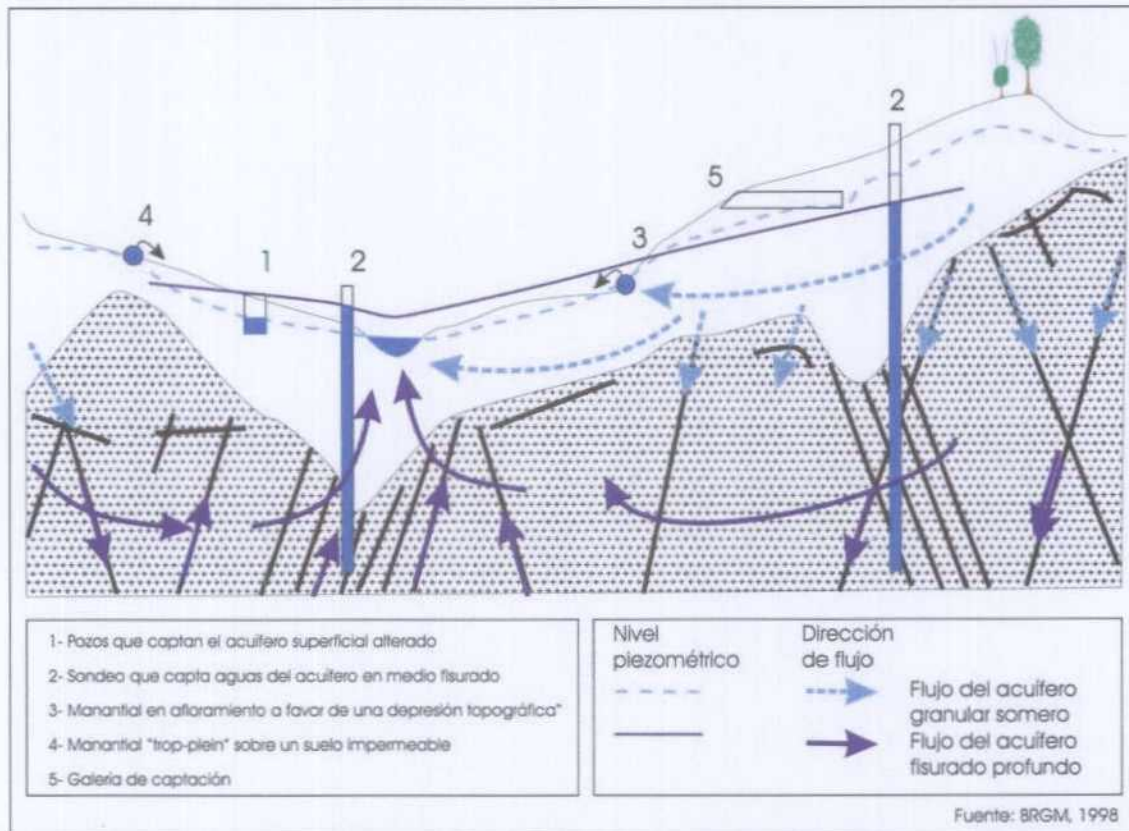 2
5
4
3
1
2
1- Pozos que captan el acuífero superficial alterado
2- Sondeo que capta aguas del acuífero en medio fisurado
3- Manantial en afloramiento a favor de una depresión topográfica"
4- Manantial "trop-plein" sobre un suelo impermeable
5- Galería de captación
Nivel
piezométrico
Dirección
de flujo
Flujo del acuífero
granular somero
Flujo del acuífero
fisurado profundo
Fuente: BRGM, 1998